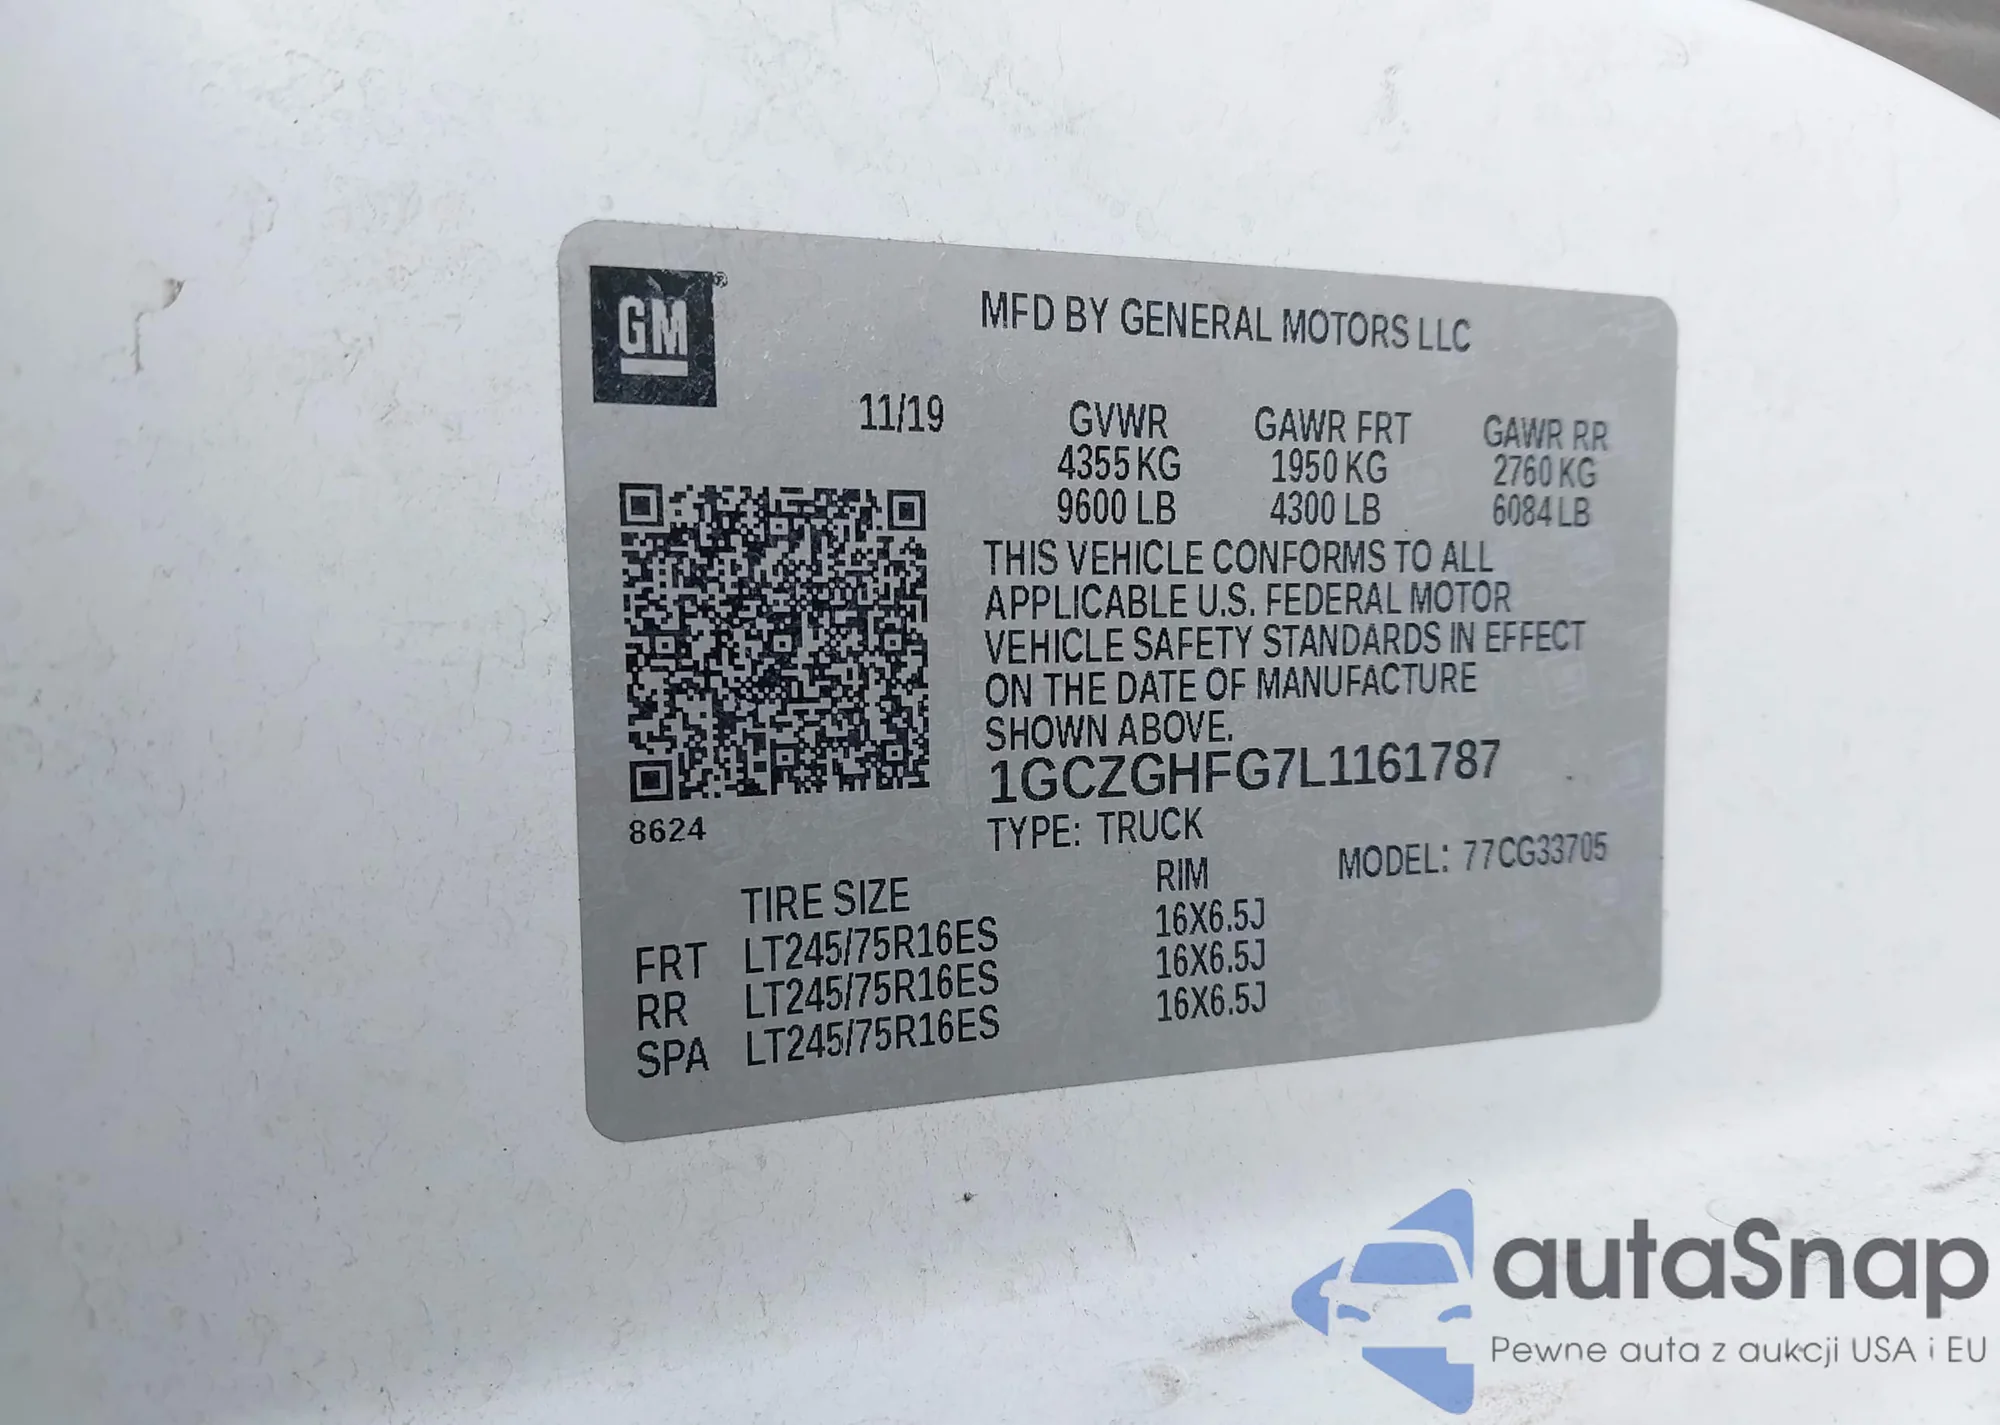 GM
MFD BY GENERAL MOTORS LLC
11/19
GVWR GAWR FRT GAWR RR
4355 KG 1950 KG 2760 KG
9600 LB 4300 LB 6084 LB
THIS VEHICLE CONFORMS TO ALL
APPLICABLE U.S. FEDERAL MOTOR
VEHICLE SAFETY STANDARDS IN EFFECT
ON THE DATE OF MANUFACTURE
SHOWN ABOVE.
1GCZGHFG7L1161787
8624
TYPE: TRUCK MODEL: 77CG33705
TIRE SIZE RIM
FRT LT245/75R16ES 16X6.5J
RR LT245/75R16ES 16X6.5J
SPA LT245/75R16ES 16X6.5J
autaSnap
Pewne auta z aukcji USA i EU